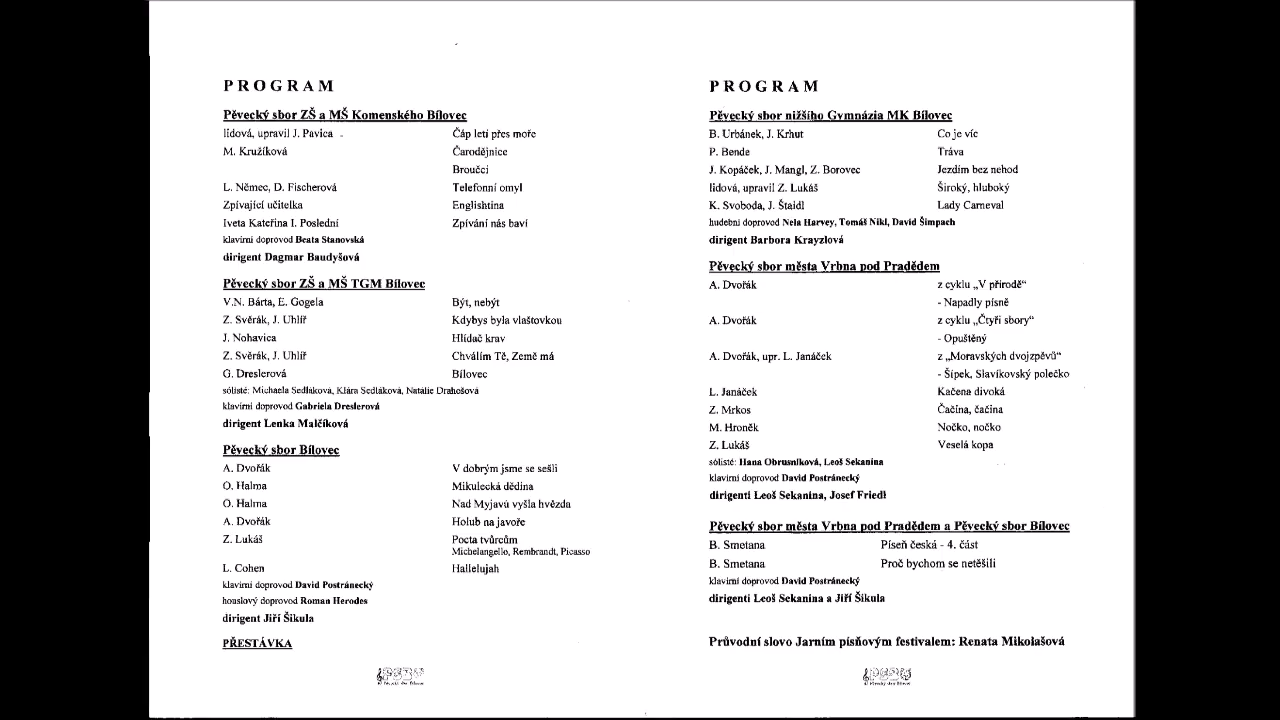 PROGRAM
Pěvecký sbor ZŠ a MŠ Komenského Bílovec
lidová, upravil J. Pavica Čáp letí přes moře
M. Kružíková Čarodějnice
Broučci
L. Němec, D. Fischerová Telefonní omyl
Zpívající učitelka Englishtina
Iveta Kateřina I. Poslední Zpívání nás baví
klavírní doprovod Beata Stanovská
dirigent Dagmar Baudyšová
Pěvecký sbor ZŠ a MŠ TGM Bílovec
V.N. Bárta, E. Gogela Být, nebýt
Z. Svěrák, J. Uhlíř Kdybys byla vlaštovkou
J. Nohavica Hlídač krav
Z. Svěrák, J. Uhlíř Chválím Tě, Země má
G. Dreslerová Bílovec
sólisté: Michaela Sedláková, Klára Sedláková, Natálie Drahošová
klavírní doprovod Gabriela Dreslerová
dirigent Lenka Malčíková
Pěvecký sbor Bílovec
A. Dvořák V dobrým jsme se sešli
O. Halma Mikulecká dědina
O. Halma Nad Myjavú vyšla hvězda
A. Dvořák Holub na javoře
Z. Lukáš Pocta tvůrcům
Michelangello, Rembrandt, Picasso
L. Cohen Hallelujah
klavírní doprovod David Postránecký
houslový doprovod Roman Herodes
dirigent Jiří Šikula
PŘESTÁVKA
PROGRAM
Pěvecký sbor nižšího Gymnázia MK Bílovec
B. Urbánek, J. Krhut Co je víc
P. Bende Tráva
J. Kopáček, J. Mangl, Z. Borovec Jezdím bez nehod
lidová, upravil Z. Lukáš Široký, hluboký
K. Svoboda, J. Štaidl Lady Carneval
hudební doprovod Nela Harvey, Tomáš Nikl, David Šimpach
dirigent Barbora Krayzlová
Pěvecký sbor města Vrbna pod Pradědem
A. Dvořák z cyklu „V přírodě“
- Napadly písně
A. Dvořák z cyklu „Čtyři sbory“
- Opuštěný
A. Dvořák, upr. L. Janáček z „Moravských dvojzpěvů“
- Šípek, Slavíkovský polečko
L. Janáček Kačena divoká
Z. Mrkos Čačina, čačina
M. Hroněk Nočko, nočko
Z. Lukáš Veselá kopa
sólisté: Hana Obrusníková, Leoš Sekanina
klavírní doprovod David Postránecký
dirigenti Leoš Sekanina, Josef Friedl
Pěvecký sbor města Vrbna pod Pradědem a Pěvecký sbor Bílovec
B. Smetana Píseň česká - 4. část
B. Smetana Proč bychom se netěšili
klavírní doprovod David Postránecký
dirigenti Leoš Sekanina a Jiří Šikula
Průvodní slovo Jarním písňovým festivalem: Renata Mikolašová